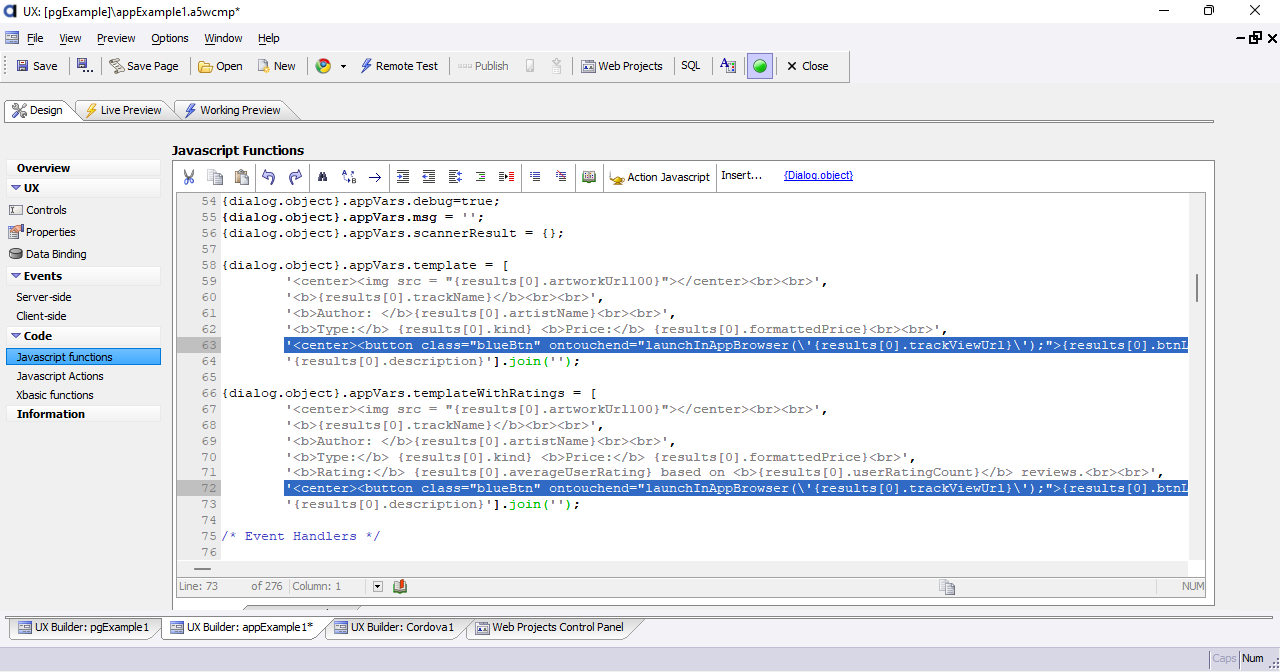 UX: [pgExample]\appExample1.a5wcmp*
File View Preview Options Window Help
Save Save Page Open New Remote Test Publish Web Projects SQL Close
Design Live Preview Working Preview
Javascript Functions
Overview
UX
Controls
Properties
Data Binding
Events
Server-side
Client-side
Code
Javascript functions
Javascript Actions
Xbasic functions
Information
Action Javascript Insert... {Dialog.object}
54 {dialog.object}.appVars.debug=true;
55 {dialog.object}.appVars.msg = '';
56 {dialog.object}.appVars.scannerResult = {};
57
58 {dialog.object}.appVars.template = [
59 '<center><img src = "{results[0].artworkUrl100}"></center><br><br>',
60 '<b>{results[0].trackName}</b><br><br>',
61 '<b>Author: </b>{results[0].artistName}<br><br>',
62 '<b>Type:</b> {results[0].kind} <b>Price:</b> {results[0].formattedPrice}<br><br>',
63 '<center><button class="blueBtn" ontouchend="launchInAppBrowser(\'{results[0].trackViewUrl}\');">{results[0].btnL
64 '{results[0].description}'].join('');
65
66 {dialog.object}.appVars.templateWithRatings = [
67 '<center><img src = "{results[0].artworkUrl100}"></center><br><br>',
68 '<b>{results[0].trackName}</b><br><br>',
69 '<b>Author: </b>{results[0].artistName}<br><br>',
70 '<b>Type:</b> {results[0].kind} <b>Price:</b> {results[0].formattedPrice}<br>',
71 '<b>Rating:</b> {results[0].averageUserRating} based on <b>{results[0].userRatingCount}</b> reviews.<br><br>',
72 '<center><button class="blueBtn" ontouchend="launchInAppBrowser(\'{results[0].trackViewUrl}\');">{results[0].btnL
73 '{results[0].description}'].join('');
74
75 /* Event Handlers */
76
Line: 73 of 276 Column: 1 NUM
UX Builder: pgExample1 UX Builder: appExample1* UX Builder: Cordova1 Web Projects Control Panel
Caps Num